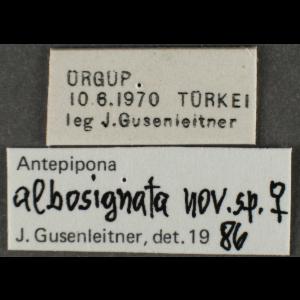 ÜRGÜP.
10.6.1970 TÜRKEI
leg J.Gusenleitner
Antepipona
albosignata nov.sp. ♀
J. Gusenleitner, det. 19 86